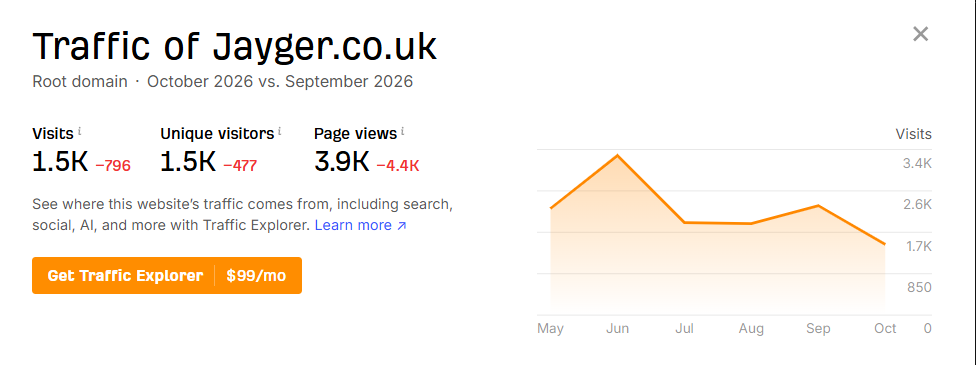 Traffic of Jayger.co.uk
Root domain · October 2026 vs. September 2026
Visits i Unique visitors i Page views i
1.5K −796 1.5K −477 3.9K −4.4K
See where this website’s traffic comes from, including search,
social, AI, and more with Traffic Explorer. Learn more ↗
Get Traffic Explorer $99/mo
Visits
3.4K
2.6K
1.7K
850
May Jun Jul Aug Sep Oct 0